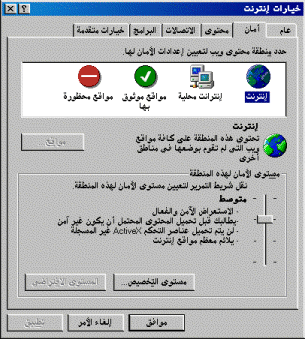 خيارات إنترنت
عام
أمان
محتوى
الاتصالات
البرامج
خيارات متقدمة
حدد منطقة محتوى ويب لتعيين إعدادات الأمان لها.
إنترنت
إنترانت محلية
مواقع موثوق بها
مواقع محظورة
إنترنت
تحتوي هذه المنطقة على كافة مواقع
ويب التي لم تقوم بوضعها في مناطق
أخرى
مواقع...
مستوى الأمان لهذه المنطقة
نقل شريط التمرير لتعيين مستوى الأمان لهذه المنطقة
متوسط
- الاستعراض الآمن والفعال
- يطالبك قبل تحميل المحتوى المحتمل أن يكون غير آمن
- لن يتم تحميل عناصر التحكم ActiveX غير المسجلة
- يلائم معظم مواقع إنترنت
مستوى التخصيص...
المستوى الافتراضي
موافق
إلغاء الأمر
تطبيق